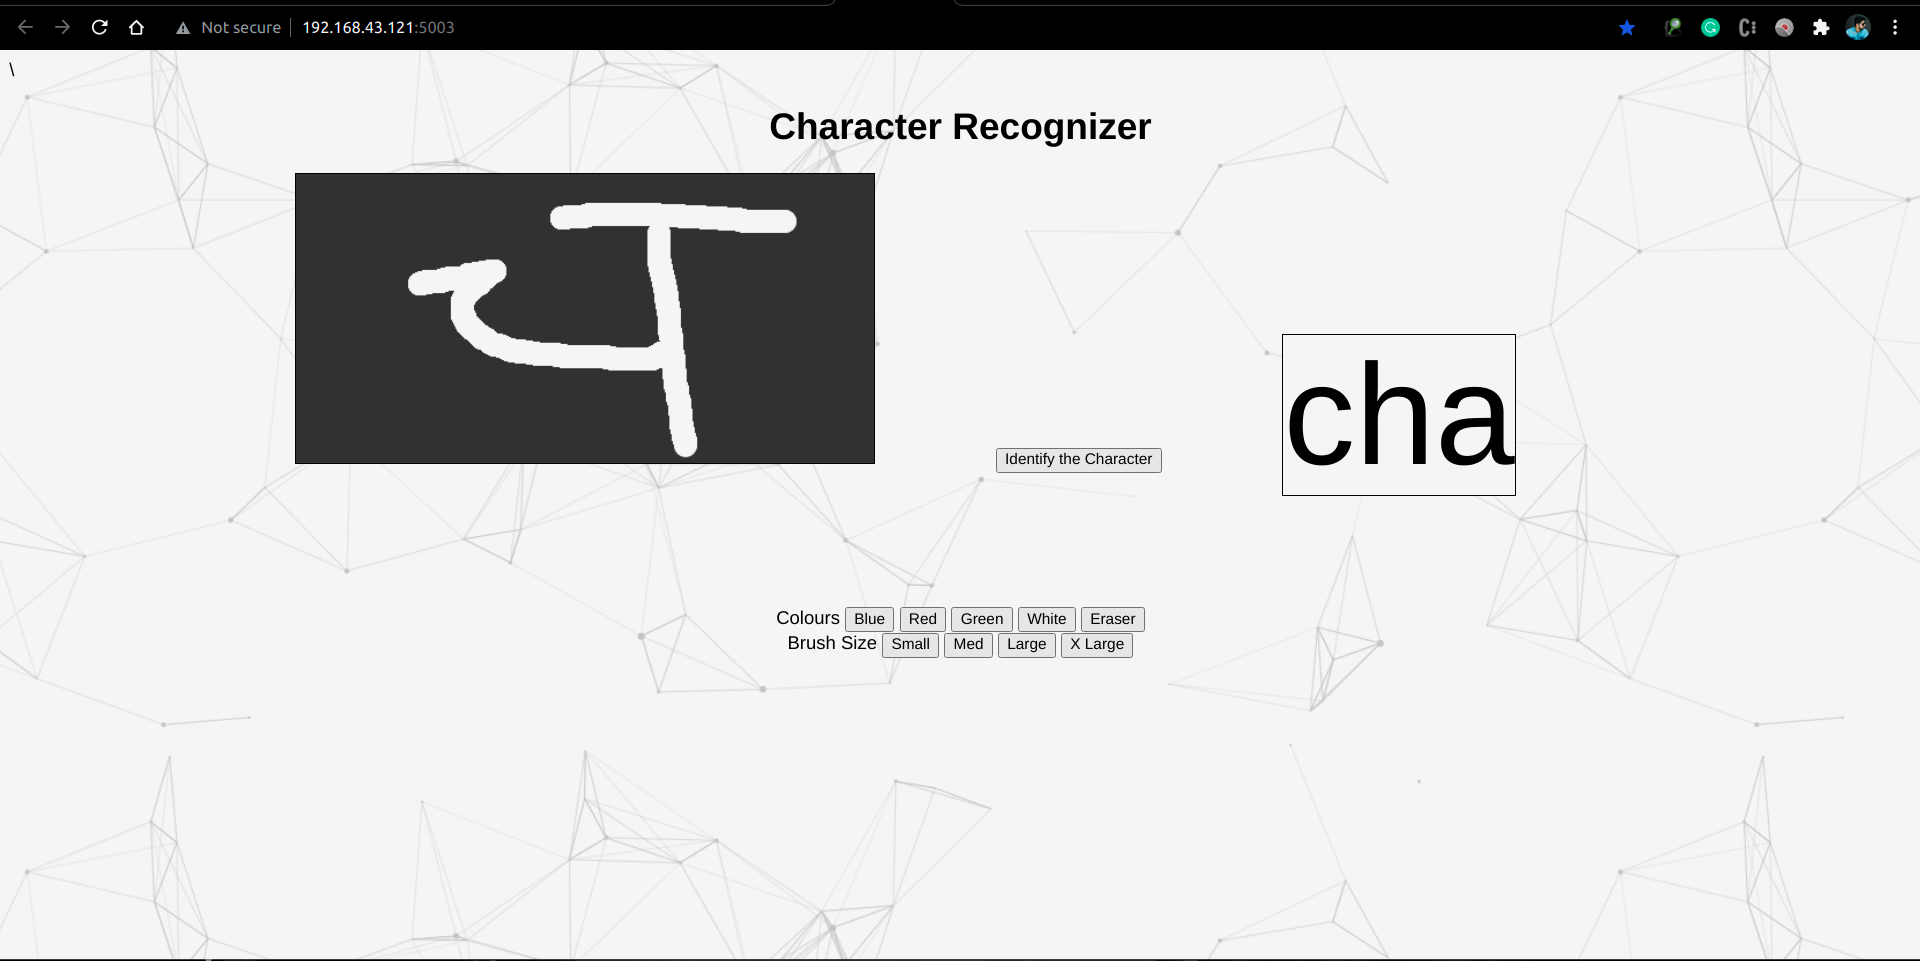 Not secure 192.168.43.121:5003
\
Character Recognizer
च
cha
Identify the Character
Colours Blue Red Green White Eraser
Brush Size Small Med Large X Large